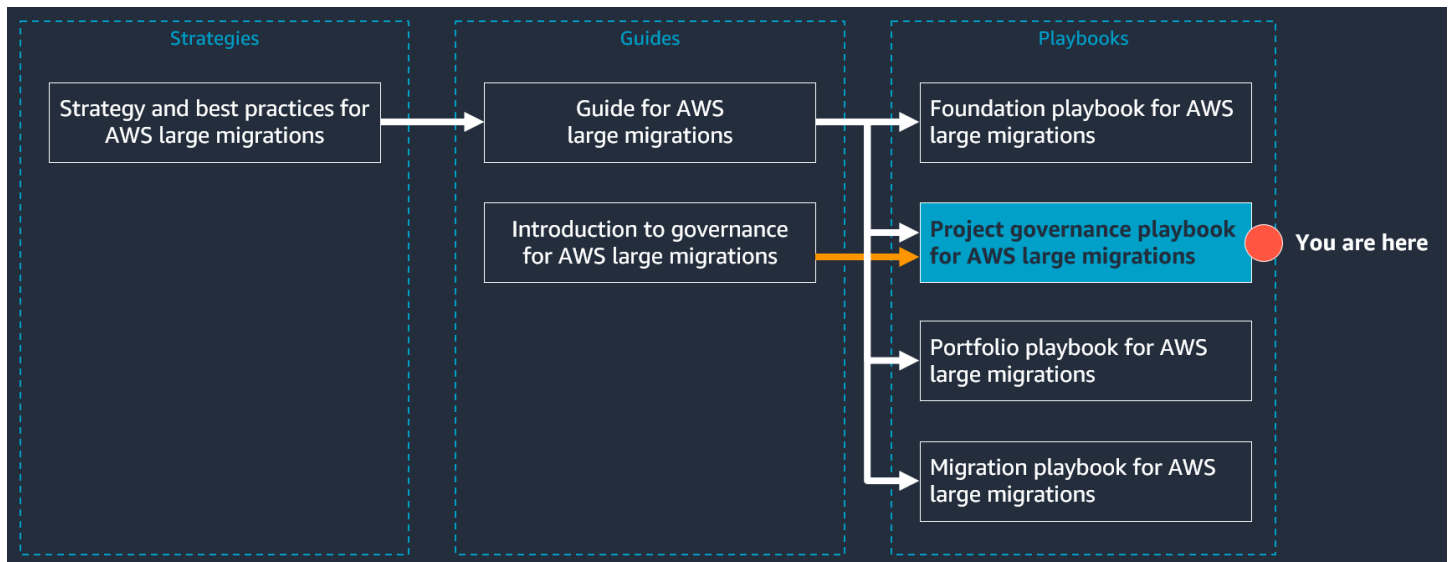 Strategies
Strategy and best practices for
AWS large migrations
Guides
Guide for AWS
large migrations
Introduction to governance
for AWS large migrations
Playbooks
Foundation playbook for AWS
large migrations
Project governance playbook
for AWS large migrations
You are here
Portfolio playbook for AWS
large migrations
Migration playbook for AWS
large migrations